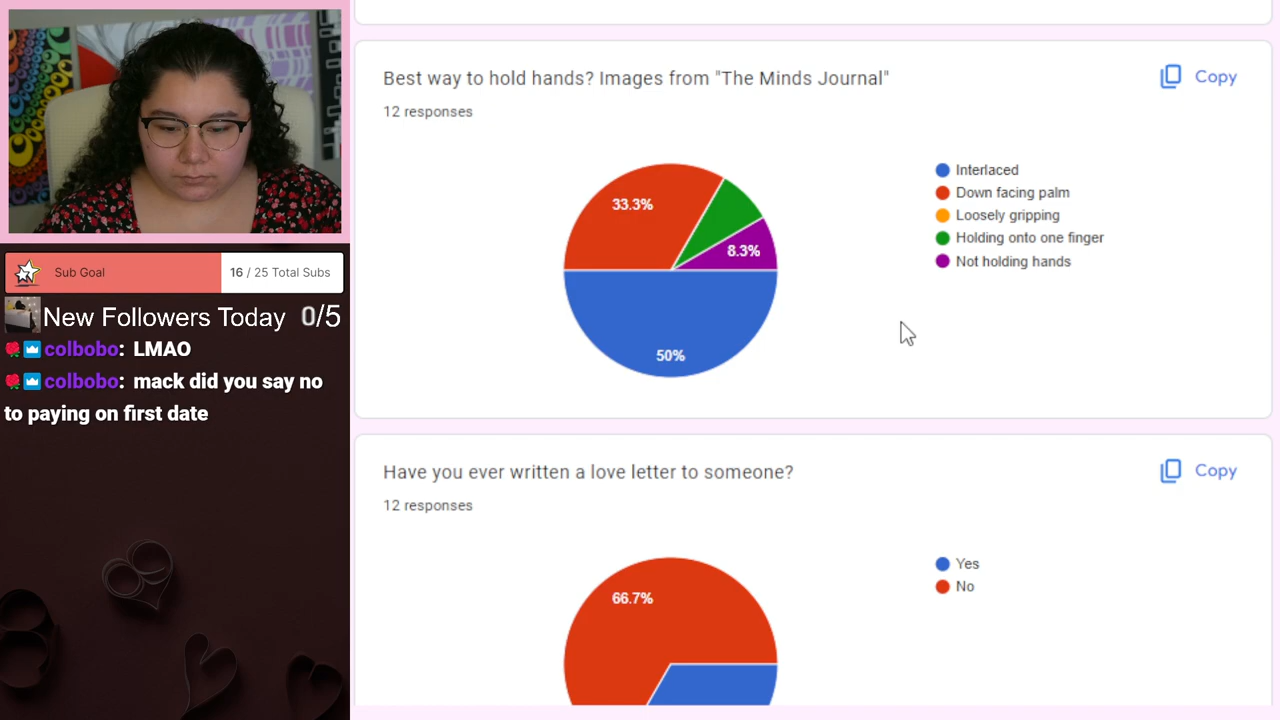 Best way to hold hands? Images from "The Minds Journal"
Copy
12 responses
33.3%
8.3%
50%
Interlaced
Down facing palm
Loosely gripping
Holding onto one finger
Not holding hands
Sub Goal
16 / 25 Total Subs
New Followers Today 0/5
colbobo: LMAO
colbobo: mack did you say no
to paying on first date
Have you ever written a love letter to someone?
Copy
12 responses
66.7%
Yes
No